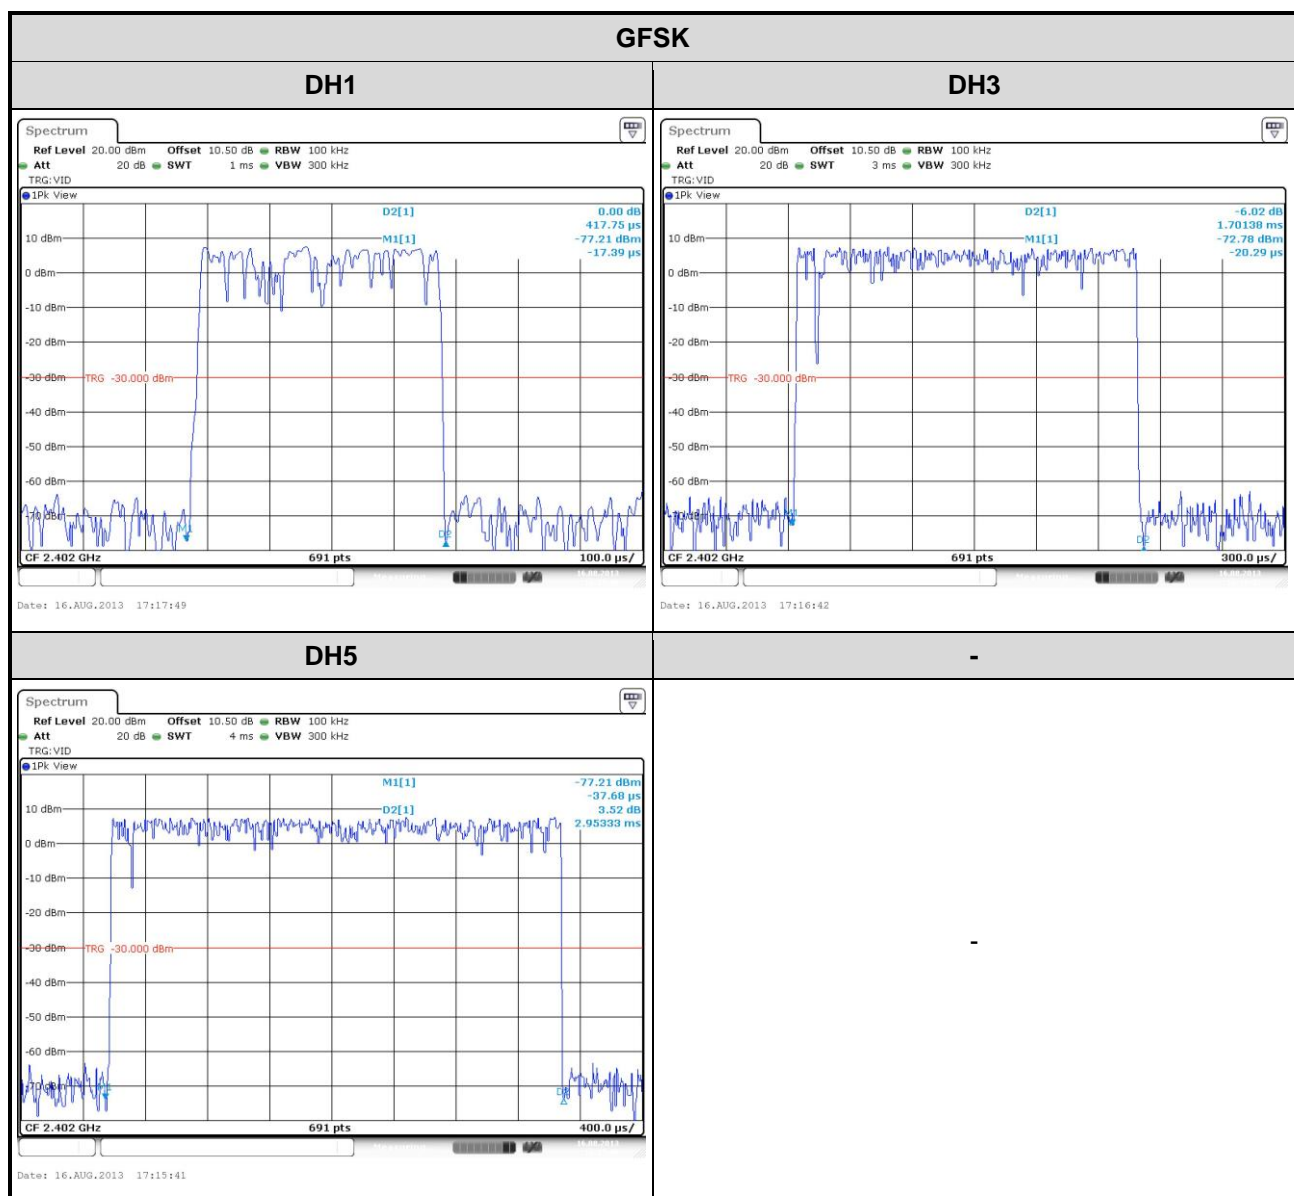 GFSK
DH1 DH3
Spectrum
Ref Level 20.00 dBm Offset 10.50 dB RBW 100 kHz
Att 20 dB SWT 1 ms VBW 300 kHz
TRG:VID
1Pk View
D2[1] 0.00 dB
417.75 µs
10 dBm M1[1] -77.21 dBm
-17.39 µs
0 dBm
-10 dBm
-20 dBm
-30 dBm TRG -30.000 dBm
-40 dBm
-50 dBm
-60 dBm
-70 dBm
M1
D2
CF 2.402 GHz 691 pts 100.0 µs/
Date: 16.AUG.2013 17:17:49
Spectrum
Ref Level 20.00 dBm Offset 10.50 dB RBW 100 kHz
Att 20 dB SWT 3 ms VBW 300 kHz
TRG:VID
1Pk View
D2[1] -6.02 dB
1.70138 ms
10 dBm M1[1] -72.78 dBm
-20.29 µs
0 dBm
-10 dBm
-20 dBm
-30 dBm TRG -30.000 dBm
-40 dBm
-50 dBm
-60 dBm
-70 dBm
D2
CF 2.402 GHz 691 pts 300.0 µs/
Date: 16.AUG.2013 17:16:42
DH5 -
Spectrum
Ref Level 20.00 dBm Offset 10.50 dB RBW 100 kHz
Att 20 dB SWT 4 ms VBW 300 kHz
TRG:VID
1Pk View
M1[1] -77.21 dBm
-37.68 µs
10 dBm D2[1] 3.52 dB
2.95333 ms
0 dBm
-10 dBm
-20 dBm
-30 dBm TRG -30.000 dBm
-40 dBm
-50 dBm
-60 dBm
-70 dBm
CF 2.402 GHz 691 pts 400.0 µs/
Date: 16.AUG.2013 17:15:41
-